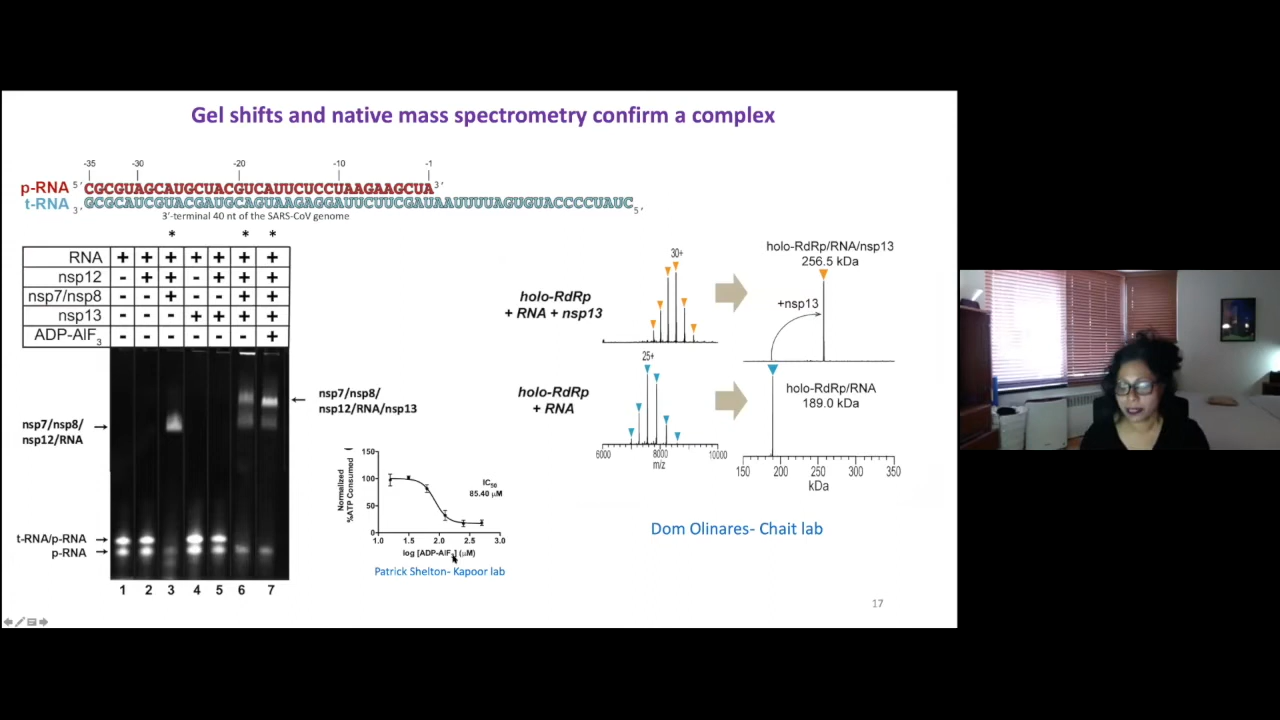 Gel shifts and native mass spectrometry confirm a complex
-35 -30 -20 -10 -1
p-RNA 5' CGCGUAGCAUGCUACGUCAUUCUCCUAAGAAGCUA 3'
t-RNA 3' GCGCAUCGUACGAUGCAGUAAGAGGAUUCUUCGAUAAUUUUAGUGUACCCCUAUC 5'
3'-terminal 40 nt of the SARS-CoV genome
* * *
RNA + + + + + + +
nsp12 - + + - + + +
nsp7/nsp8 - - + - - + +
nsp13 - - - + + + +
ADP-AlF3 - - - - - - +
nsp7/nsp8/
nsp12/RNA/nsp13
nsp7/nsp8/
nsp12/RNA
t-RNA/p-RNA
p-RNA
1 2 3 4 5 6 7
Normalized
%ATP Consumed
150
100
50
0
1.0 1.5 2.0 2.5 3.0
IC50
85.40 µM
log [ADP-AlF3] (µM)
Patrick Shelton- Kapoor lab
holo-RdRp
+ RNA + nsp13
30+
holo-RdRp/RNA/nsp13
256.5 kDa
+nsp13
holo-RdRp
+ RNA
25+
holo-RdRp/RNA
189.0 kDa
6000 8000 10000
m/z
150 200 250 300 350
kDa
Dom Olinares- Chait lab
17